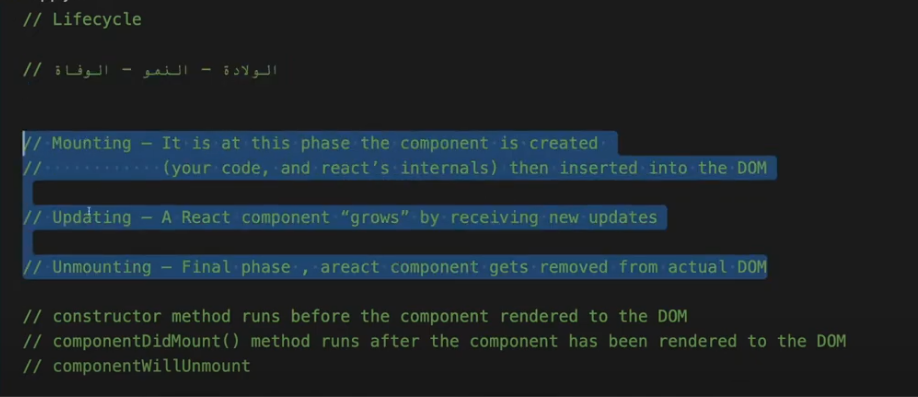 // Lifecycle
// الولادة - النمو - الوفاة
// Mounting – It is at this phase the component is created
//            (your code, and react’s internals) then inserted into the DOM
// Updating – A React component “grows” by receiving new updates
// Unmounting – Final phase , areact component gets removed from actual DOM
// constructor method runs before the component rendered to the DOM
// componentDidMount() method runs after the component has been rendered to the DOM
// componentWillUnmount